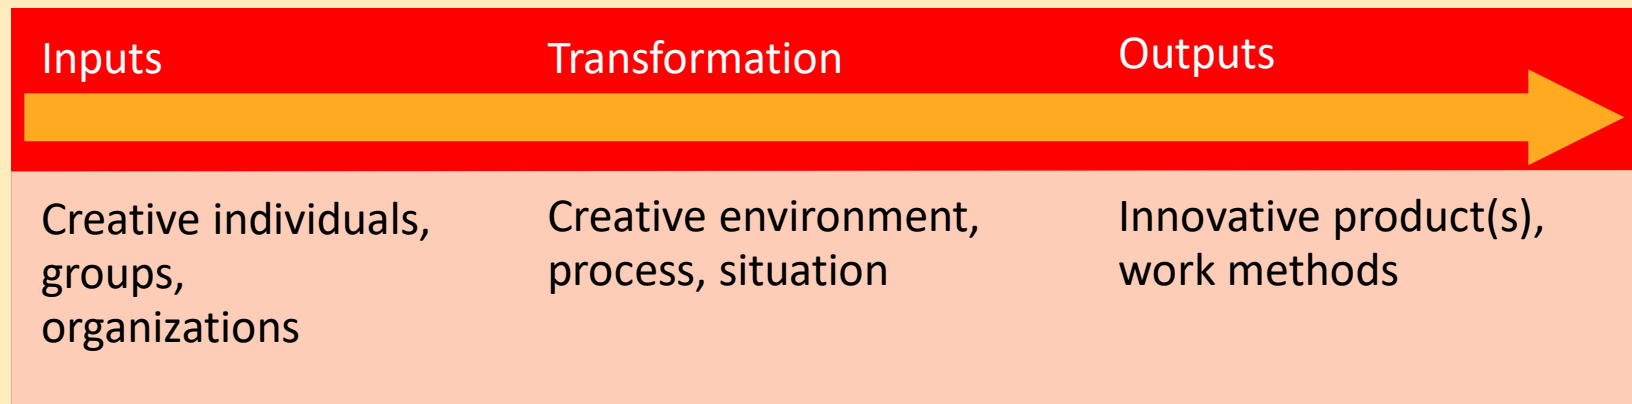 Inputs
Transformation
Outputs
Creative individuals,
groups,
organizations
Creative environment,
process, situation
Innovative product(s),
work methods